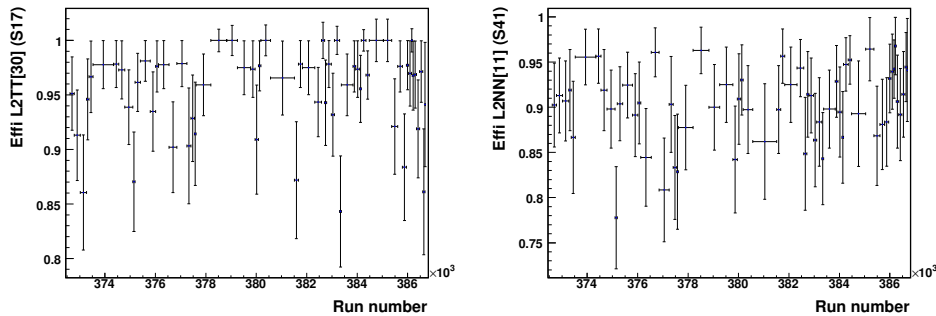 Effi L2TT[30] (S17)
1
0.95
0.9
0.85
0.8
374 376 378 380 382 384 386
×10³
Run number
Effi L2NN[11] (S41)
1
0.95
0.9
0.85
0.8
0.75
374 376 378 380 382 384 386
×10³
Run number